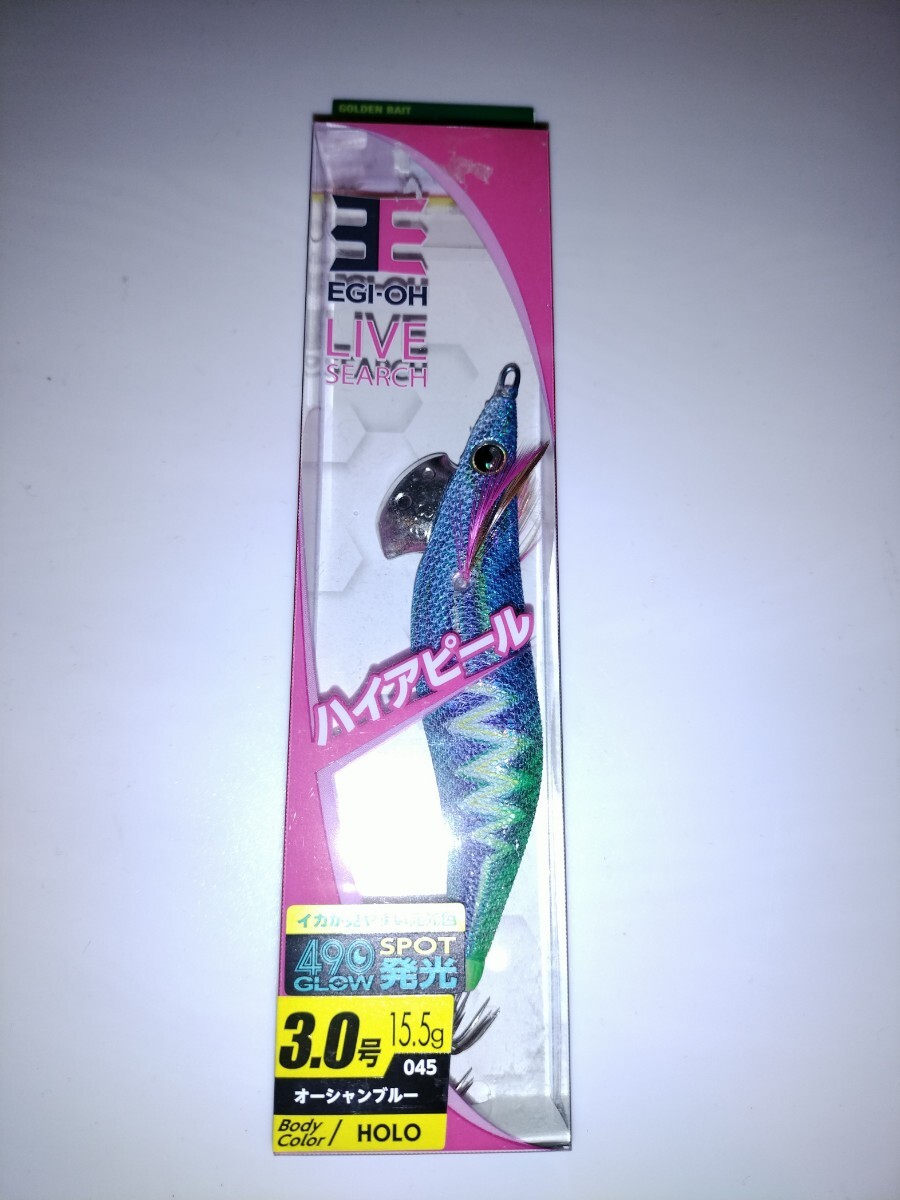 GOLDEN BAIT
EGI-OH
LIVE
SEARCH
ハイアピール
490
GLOW
SPOT
発光
3.0号
15.5g
045
オーシャンブルー
Body
Color / HOLO